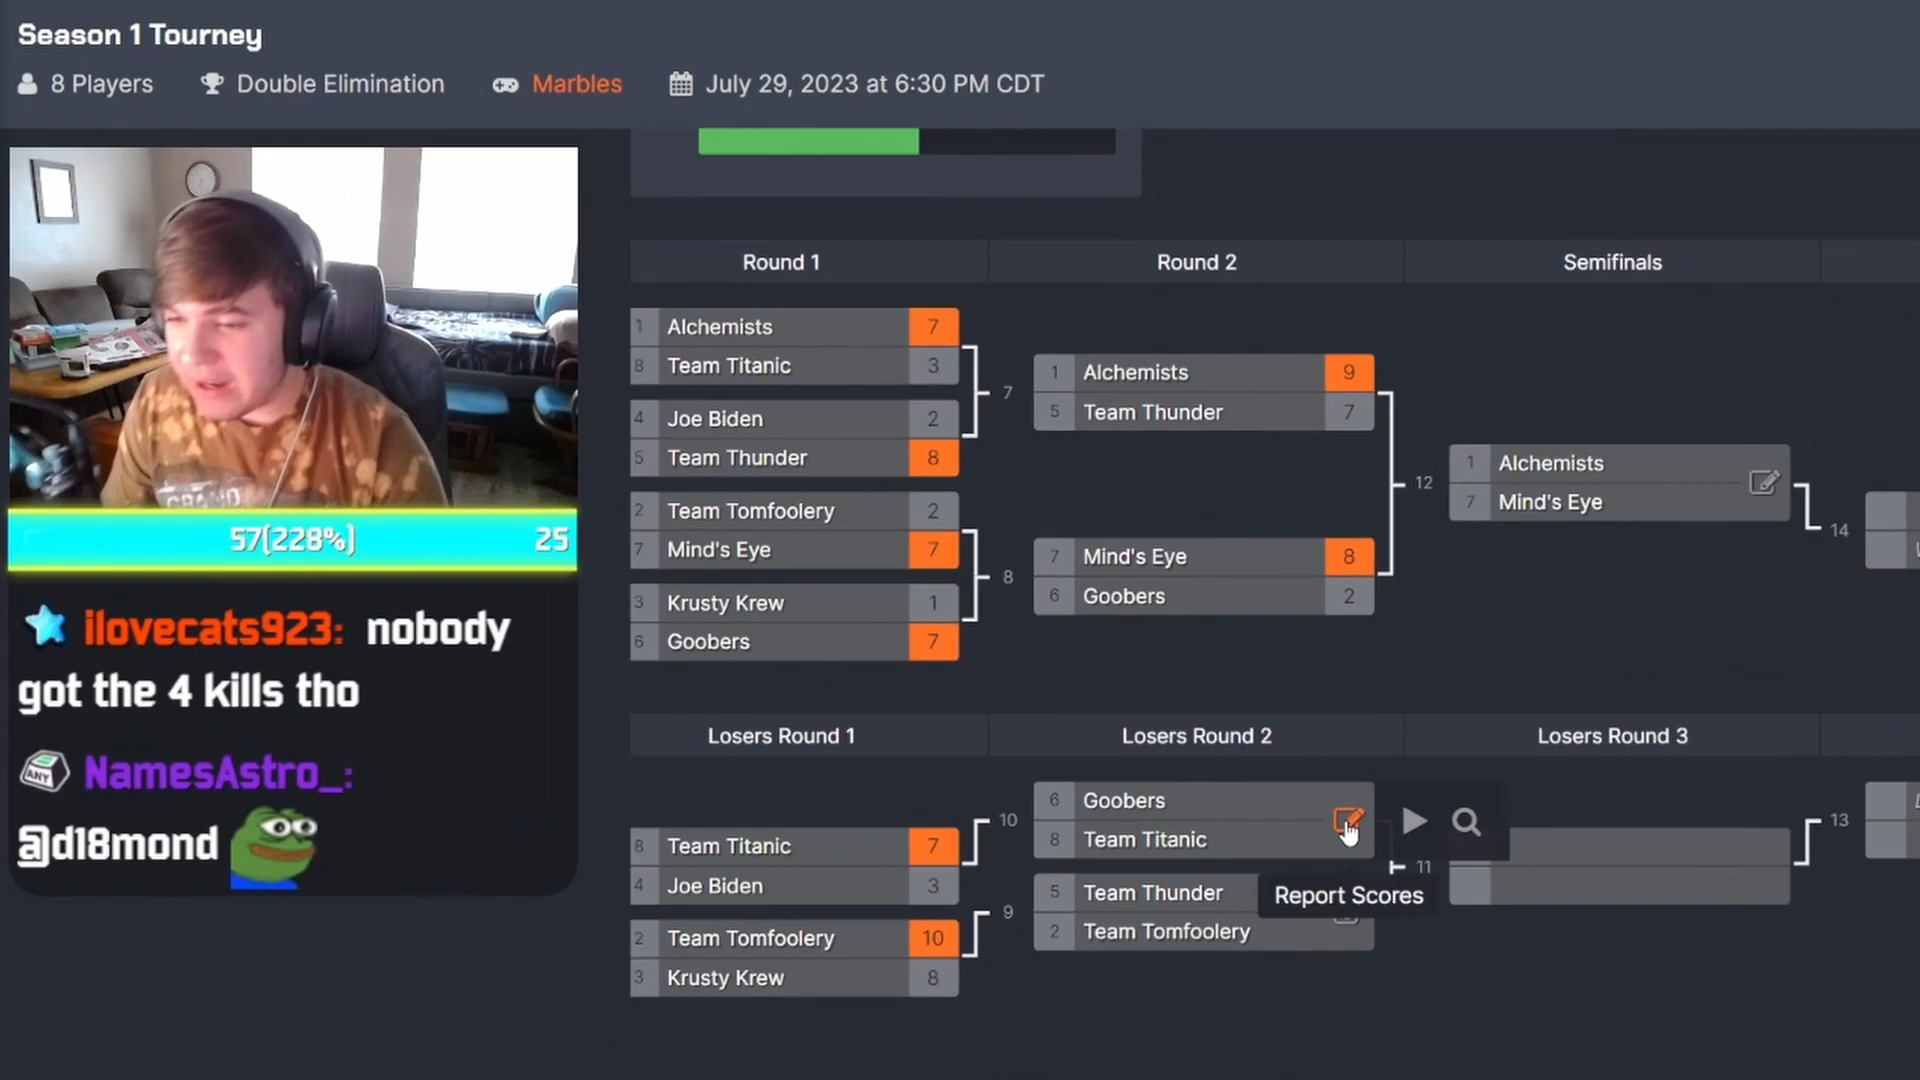 Season 1 Tourney
8 Players Double Elimination Marbles July 29, 2023 at 6:30 PM CDT
Round 1 Round 2 Semifinals
1 Alchemists 7
8 Team Titanic 3
4 Joe Biden 2
5 Team Thunder 8
7
2 Team Tomfoolery 2
7 Mind's Eye 7
3 Krusty Krew 1
6 Goobers 7
8
1 Alchemists 9
5 Team Thunder 7
7 Mind's Eye 8
6 Goobers 2
12
1 Alchemists
7 Mind's Eye
14
57(228%) 25
ilovecats923: nobody
got the 4 kills tho
ANY NamesAstro_:
@d18mond
Losers Round 1 Losers Round 2 Losers Round 3
8 Team Titanic 7
4 Joe Biden 3
10
2 Team Tomfoolery 10
3 Krusty Krew 8
9
6 Goobers
8 Team Titanic
5 Team Thunder
2 Team Tomfoolery
11
Report Scores
13